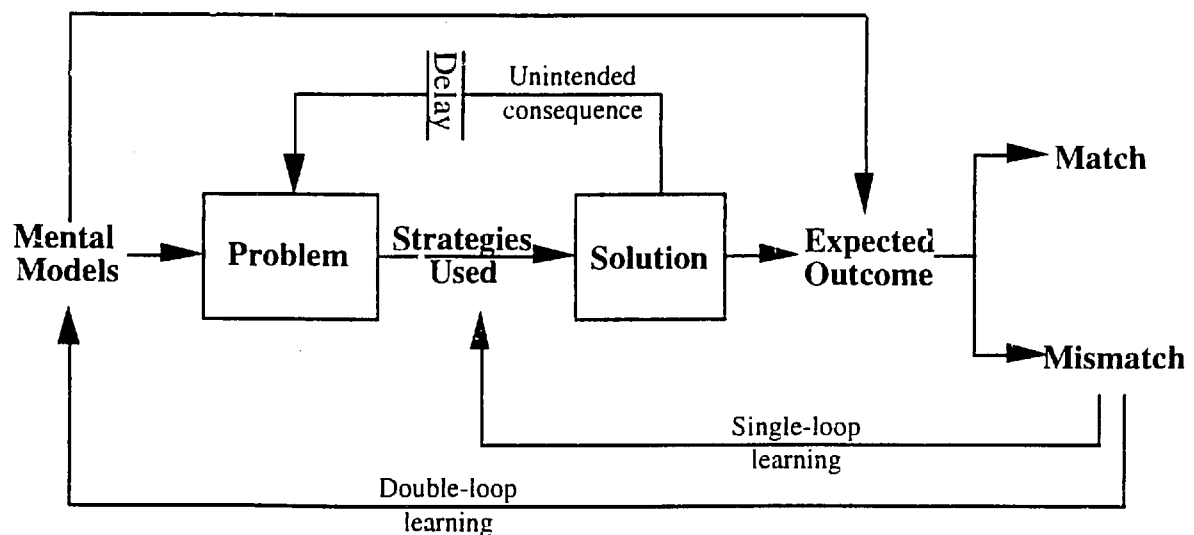 Delay
Unintended
consequence
Match
Mental
Models
Problem
Strategies
Used
Solution
Expected
Outcome
Mismatch
Single-loop
learning
Double-loop
learning